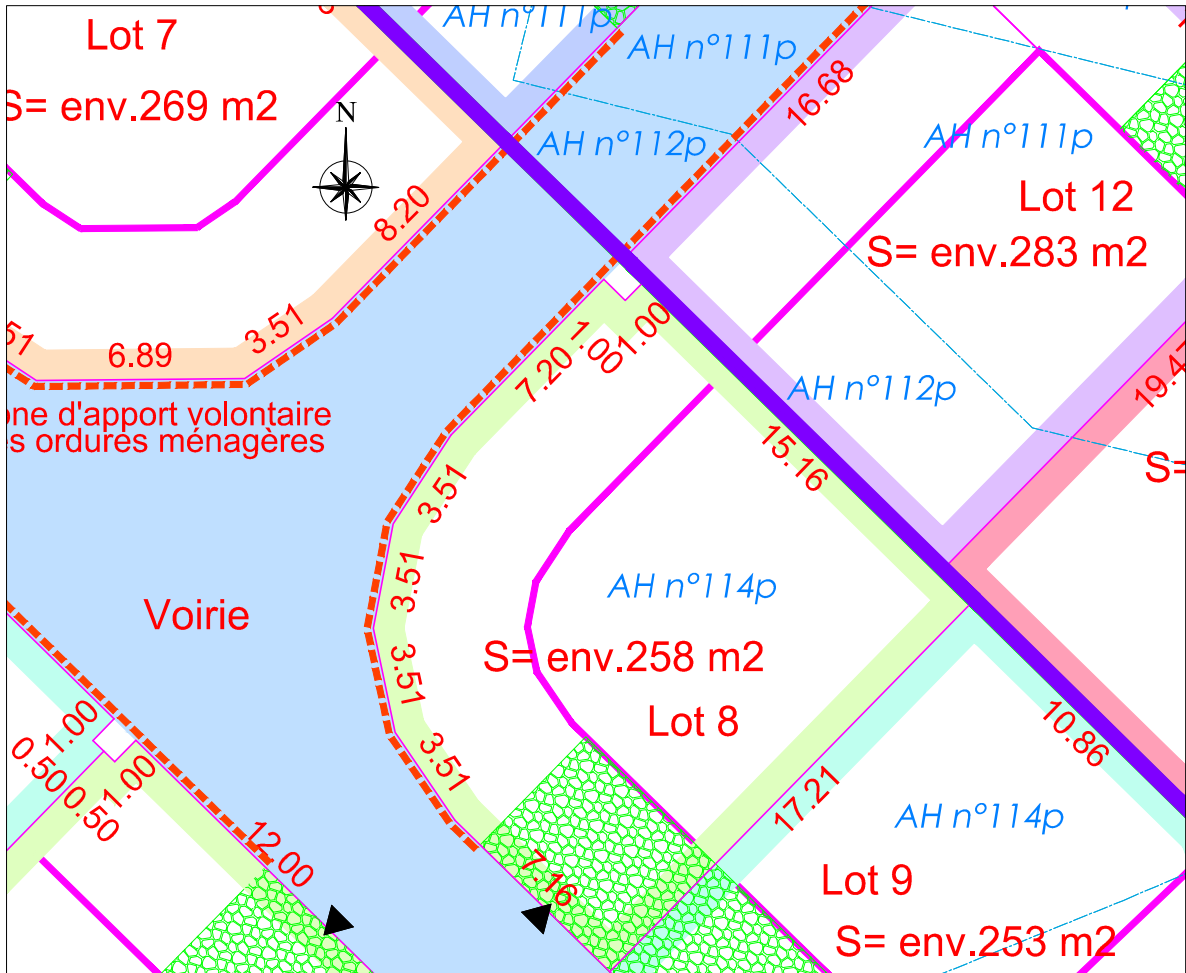 AH n°111p
Lot 7
AH n°111p
S= env.269 m2
16.68
N
AH n°112p
AH n°111p
Lot 12
8.20
S= env.283 m2
3.51
6.89
1.00
1.00
7.20
AH n°112p
19.47
one d'apport volontaire
s ordures ménagères
15.16
S=
3.51
3.51
AH n°114p
Voirie
S= env.258 m2
3.51
Lot 8
1.00
0.50
10.86
3.51
1.00
0.50
17.21
AH n°114p
12.00
7.16
Lot 9
S= env.253 m2